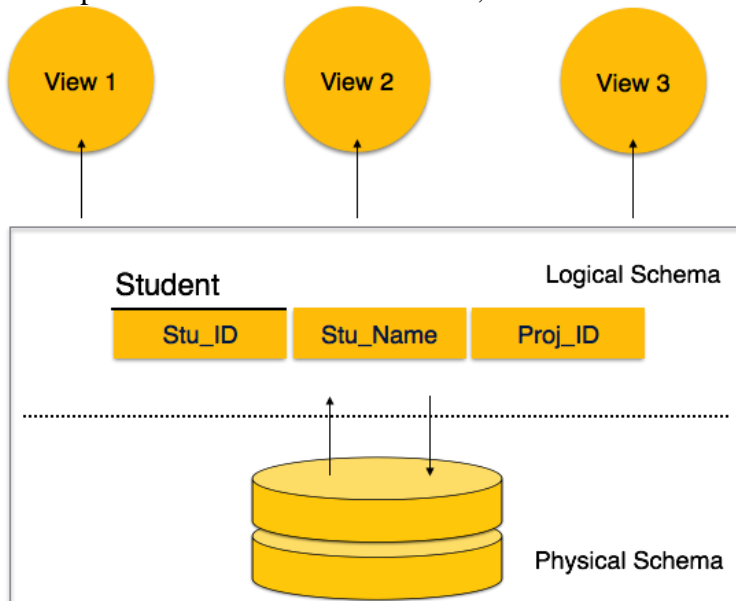 View 1
View 2
View 3
Logical Schema
Student
Stu_ID
Stu_Name
Proj_ID
Physical Schema